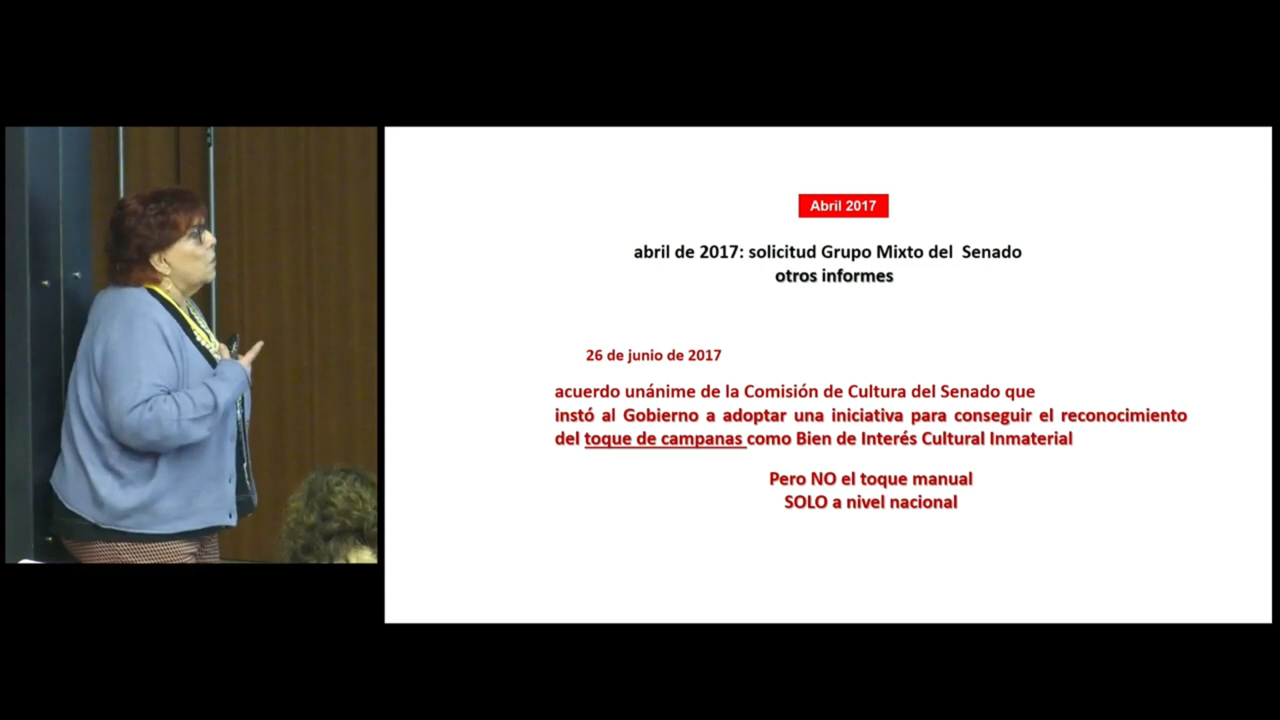 Abril 2017
abril de 2017: solicitud Grupo Mixto del Senado
otros informes
26 de junio de 2017
acuerdo unánime de la Comisión de Cultura del Senado que
instó al Gobierno a adoptar una iniciativa para conseguir el reconocimiento
del toque de campanas como Bien de Interés Cultural Inmaterial
Pero NO el toque manual
SOLO a nivel nacional